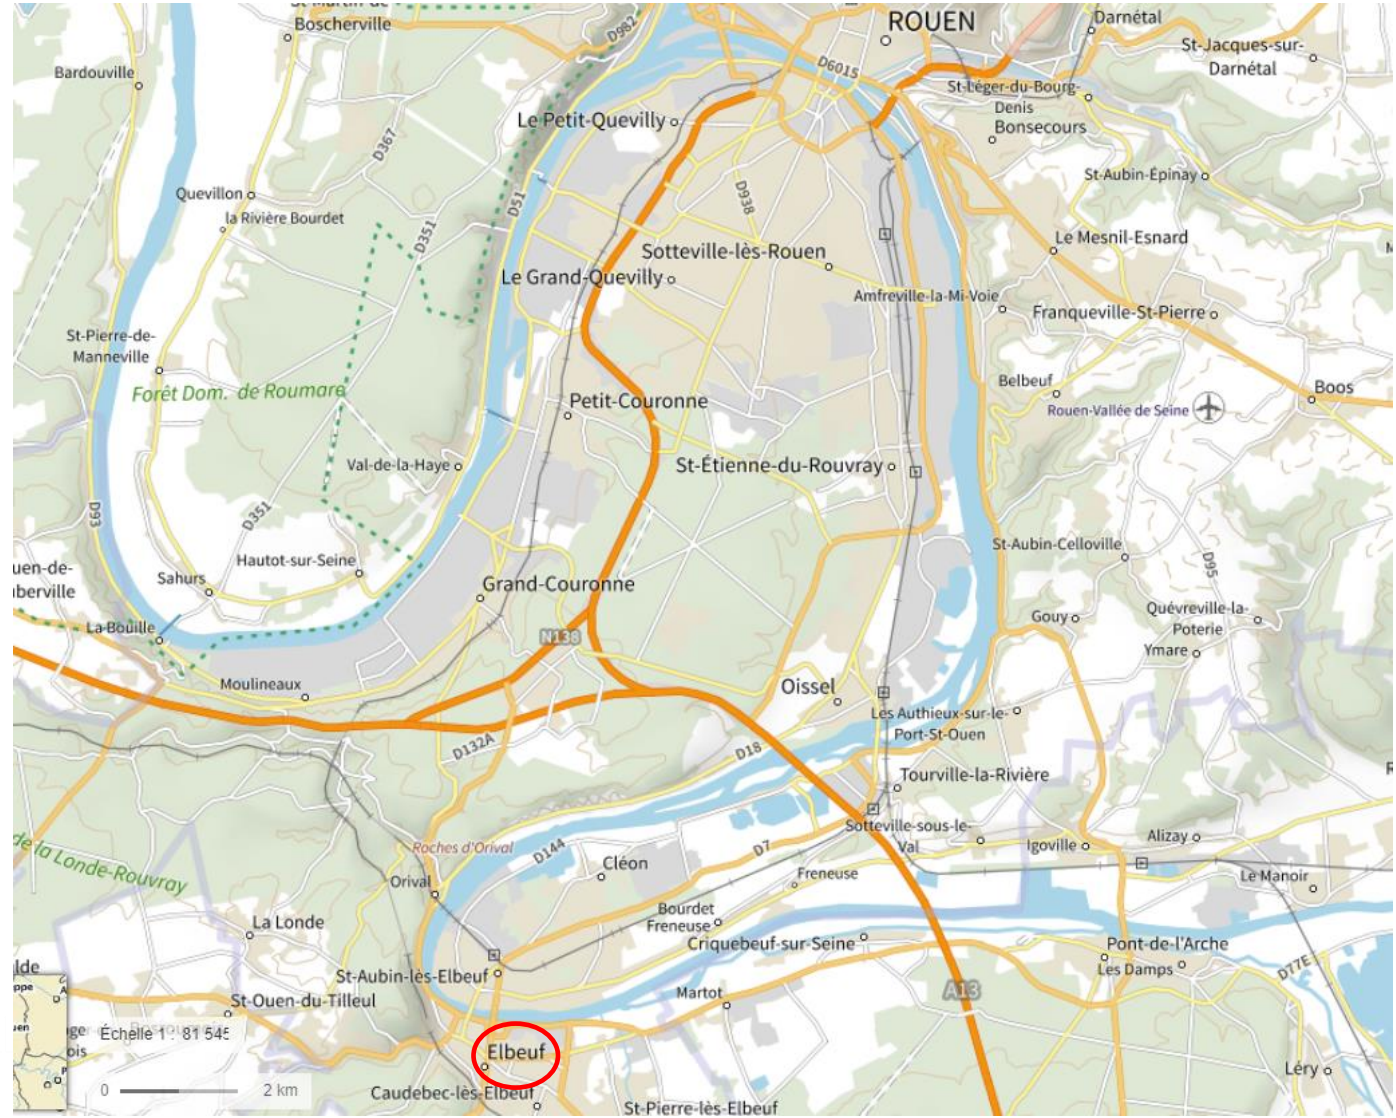 St-Martin-de-
Boscherville
D982
ROUEN
Darnétal
St-Jacques-sur-
Darnétal
Bardouville
D6015
St-Léger-du-Bourg-
Denis
Bonsecours
Le Petit-Quevilly
D367
St-Aubin-Épinay
Quevillon
la Rivière Bourdet
D51
D938
D351
Sotteville-lès-Rouen
Le Mesnil-Esnard
Le Grand-Quevilly
Amfreville-la-Mi-Voie
Franqueville-St-Pierre
St-Pierre-de-
Manneville
Forêt Dom. de Roumare
Belbeuf
Boos
Petit-Couronne
Rouen-Vallée de Seine
Val-de-la-Haye
St-Étienne-du-Rouvray
D93
D351
St-Aubin-Celloville
D95
Hautot-sur-Seine
uen-de-
berville
Sahurs
Grand-Couronne
Gouy
Quévreville-la-
Poterie
La Bouille
N138
Ymare
Moulineaux
Oissel
Les Authieux-sur-le-
Port-St-Ouen
D132A
D18
Tourville-la-Rivière
Roches d'Orival
D144
D7
Sotteville-sous-le-
Val
Igoville
Alizay
de la Londe-Rouvray
Cléon
Orival
Freneuse
Le Manoir
La Londe
Bourdet
Freneuse
Criquebeuf-sur-Seine
Pont-de-l'Arche
Les Damps
D77E
St-Aubin-lès-Elbeuf
St-Ouen-du-Tilleul
Martot
A13
Échelle 1 : 81 545
Elbeuf
Léry
0
2 km
Caudebec-lès-Elbeuf
St-Pierre-lès-Elbeuf